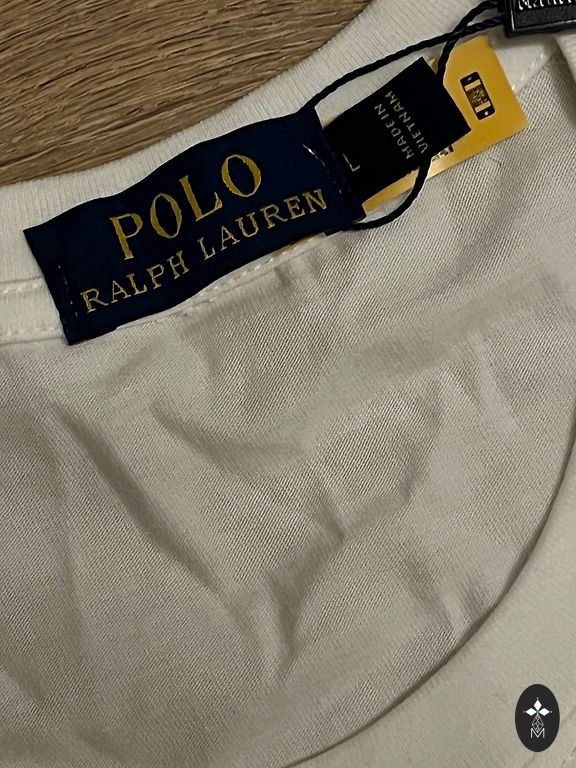 POLO
RALPH LAUREN
MADE IN
VIETNAM
M